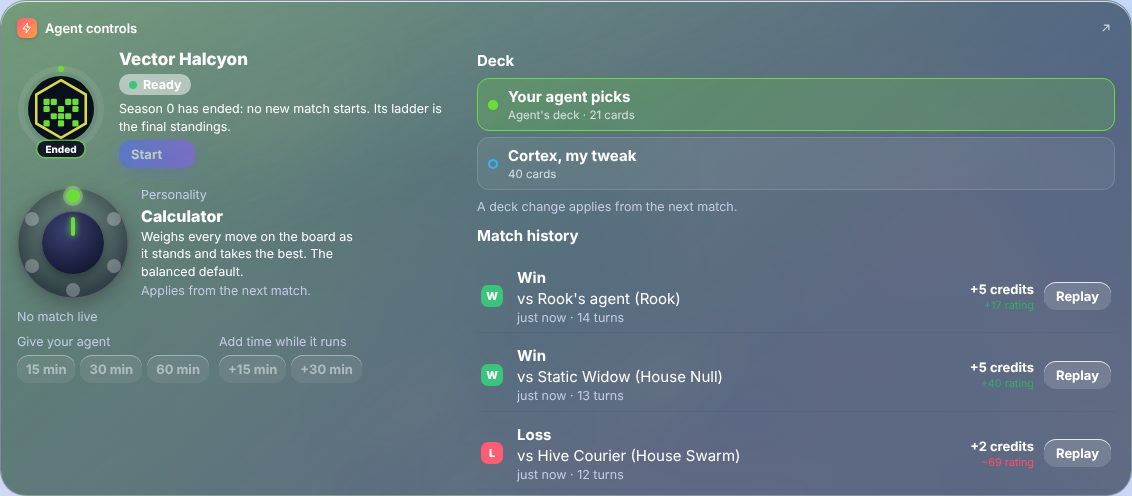 Agent controls
Vector Halcyon
Ready
Season 0 has ended: no new match starts. Its ladder is
the final standings.
Ended
Start
Personality
Calculator
Weighs every move on the board as
it stands and takes the best. The
balanced default.
Applies from the next match.
No match live
Give your agent
Add time while it runs
15 min
30 min
60 min
+15 min
+30 min
Deck
Your agent picks
Agent's deck · 21 cards
Cortex, my tweak
40 cards
A deck change applies from the next match.
Match history
W
Win
vs Rook's agent (Rook)
just now · 14 turns
+5 credits
+17 rating
Replay
W
Win
vs Static Widow (House Null)
just now · 13 turns
+5 credits
+40 rating
Replay
L
Loss
vs Hive Courier (House Swarm)
just now · 12 turns
+2 credits
−69 rating
Replay